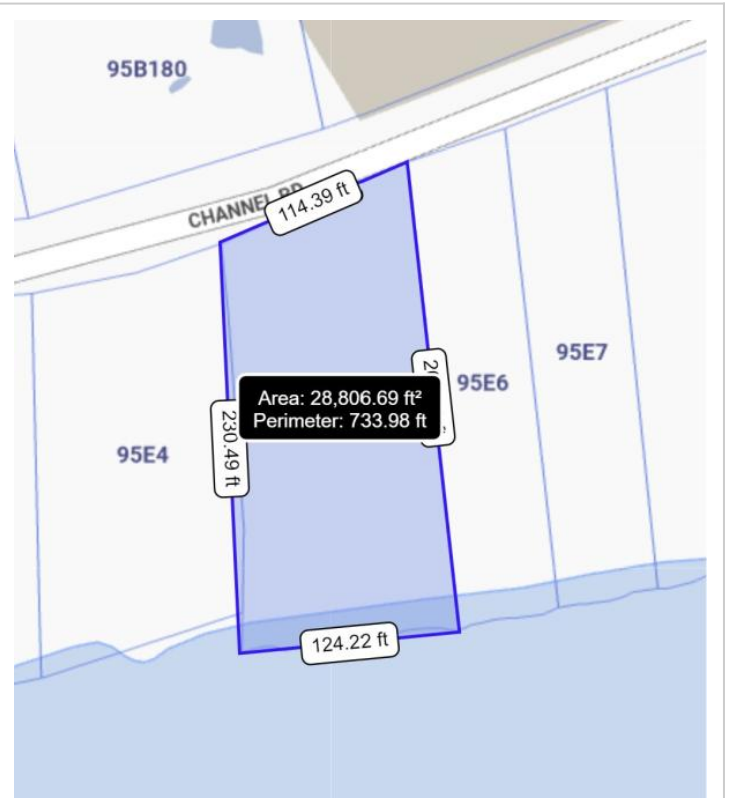 95B180
CHANNEL RD
114.39 ft
95E7
95E6
Area: 28,806.69 ft²
Perimeter: 733.98 ft
230.49 ft
95E4
124.22 ft